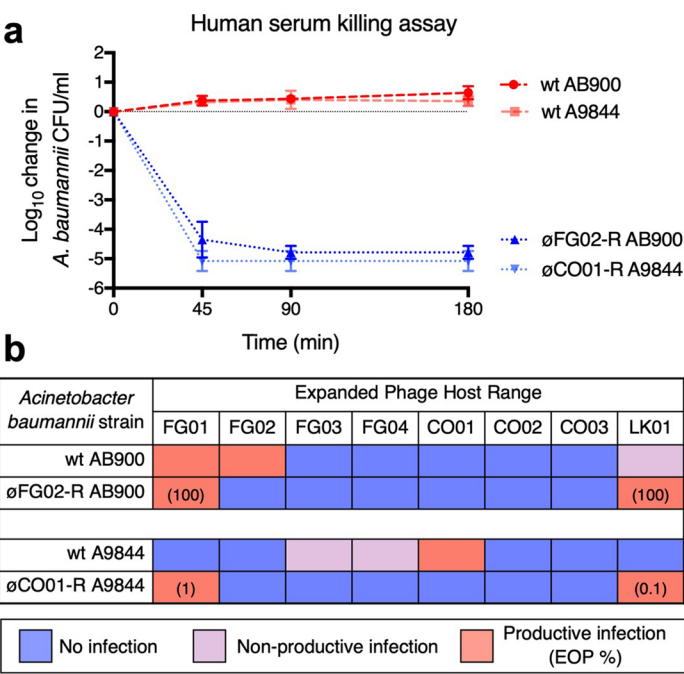 a
Human serum killing assay
Log10 change in
A. baumannii CFU/ml
2
1
0
-1
-2
-3
-4
-5
-6
0 45 90 180
Time (min)
wt AB900
wt A9844
øFG02-R AB900
øCO01-R A9844
b
Acinetobacter
baumannii strain
Expanded Phage Host Range
FG01 FG02 FG03 FG04 CO01 CO02 CO03 LK01
wt AB900
øFG02-R AB900 (100) (100)
wt A9844
øCO01-R A9844 (1) (0.1)
No infection
Non-productive infection
Productive infection
(EOP %)